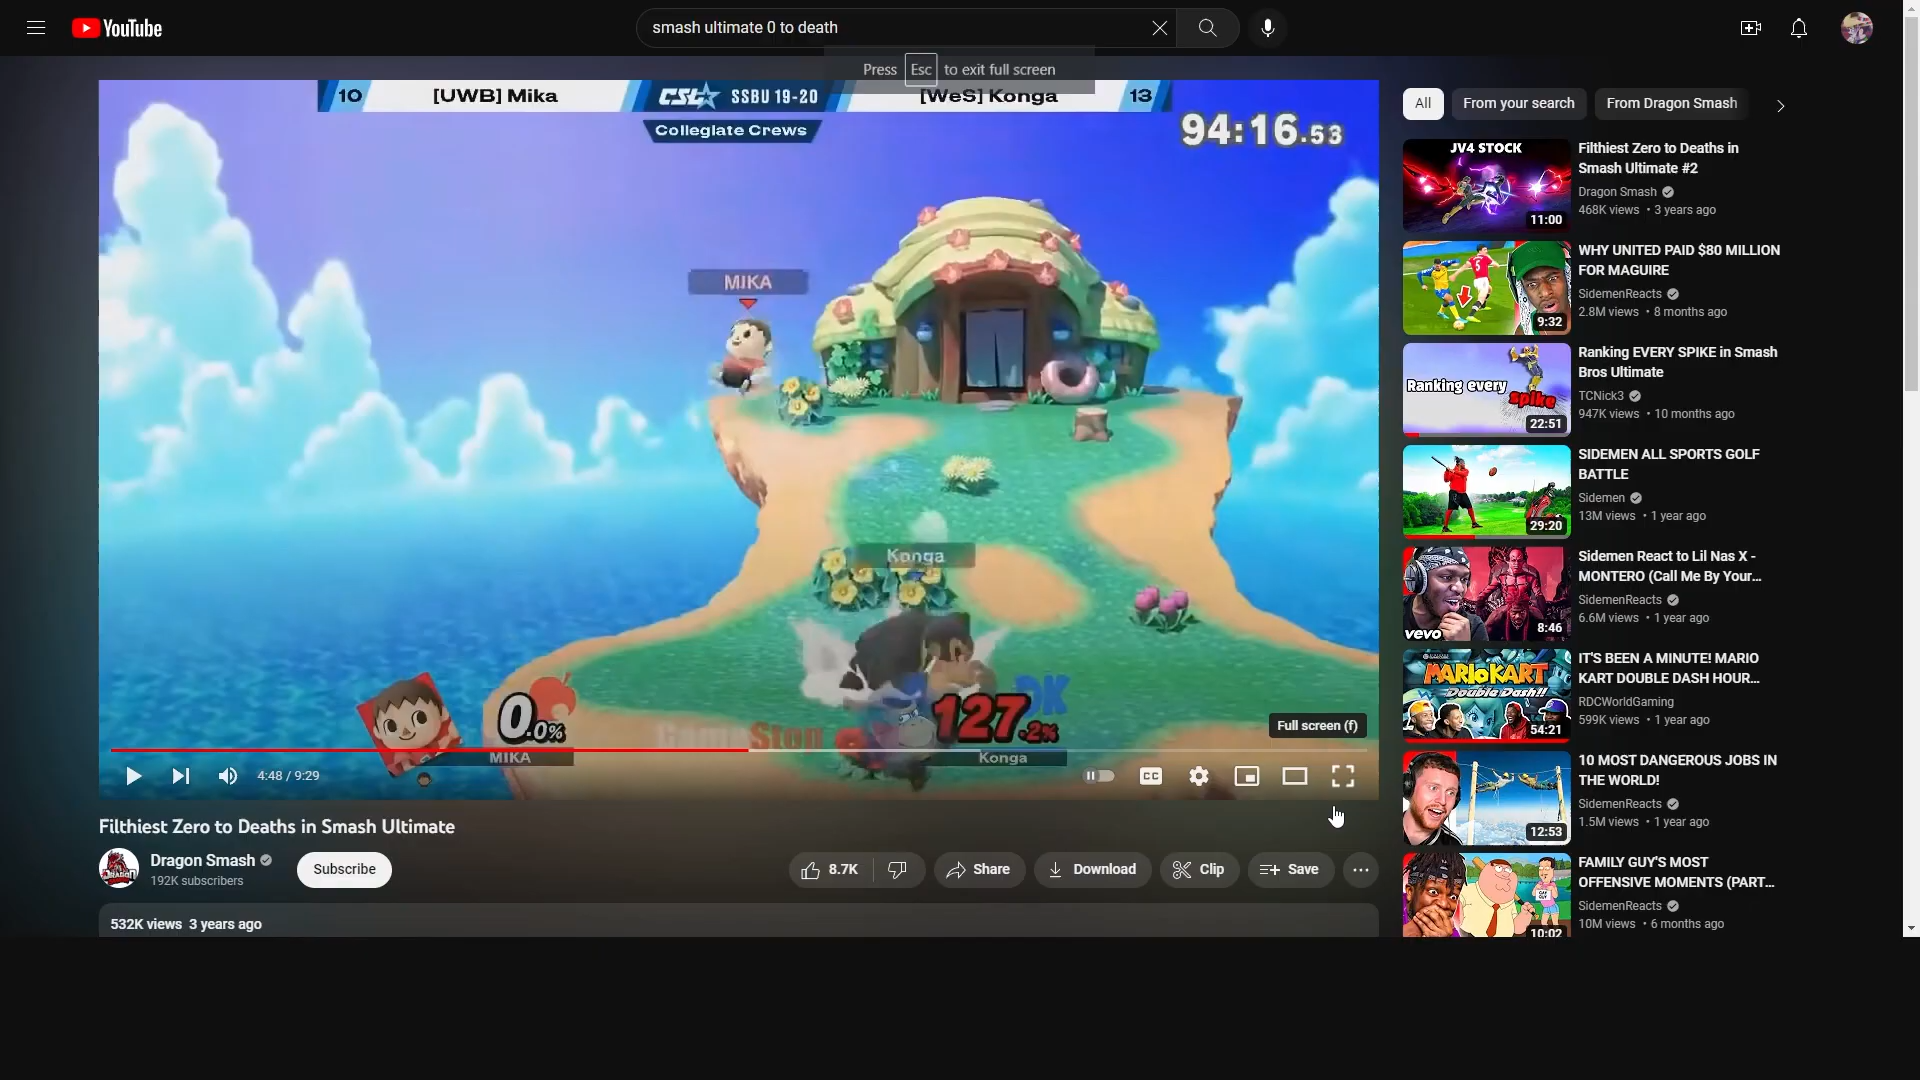 YouTube
smash ultimate 0 to death
Press Esc to exit full screen
10 [UWB] Mika CSL SSBU 19-20 [WeS] Konga 13
Collegiate Crews
94:16.53
MIKA
Konga
0.0%
127.2%
DK
GameStop
MIKA
Konga
Full screen (f)
4:48 / 9:29
CC
Filthiest Zero to Deaths in Smash Ultimate
Dragon Smash
192K subscribers
Subscribe
8.7K
Share
Download
Clip
Save
532K views 3 years ago
All
From your search
From Dragon Smash
JV4 STOCK
11:00
Filthiest Zero to Deaths in
Smash Ultimate #2
Dragon Smash
468K views • 3 years ago
5
9:32
WHY UNITED PAID $80 MILLION
FOR MAGUIRE
SidemenReacts
2.8M views • 8 months ago
Ranking every
spike
22:51
Ranking EVERY SPIKE in Smash
Bros Ultimate
TCNick3
947K views • 10 months ago
29:20
SIDEMEN ALL SPORTS GOLF
BATTLE
Sidemen
13M views • 1 year ago
vevo
8:46
Sidemen React to Lil Nas X -
MONTERO (Call Me By Your...
SidemenReacts
6.6M views • 1 year ago
MARIOKART
Double Dash!!
54:21
IT'S BEEN A MINUTE! MARIO
KART DOUBLE DASH HOUR...
RDCWorldGaming
599K views • 1 year ago
12:53
10 MOST DANGEROUS JOBS IN
THE WORLD!
SidemenReacts
1.5M views • 1 year ago
10:02
FAMILY GUY'S MOST
OFFENSIVE MOMENTS (PART...
SidemenReacts
10M views • 6 months ago